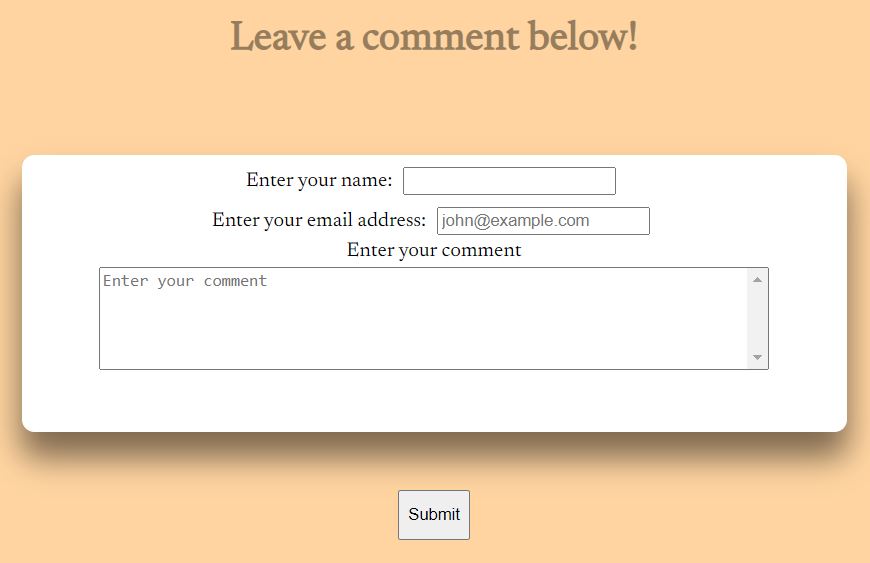 Leave a comment below!
Enter your name:
Enter your email address: john@example.com
Enter your comment
Enter your comment
Submit